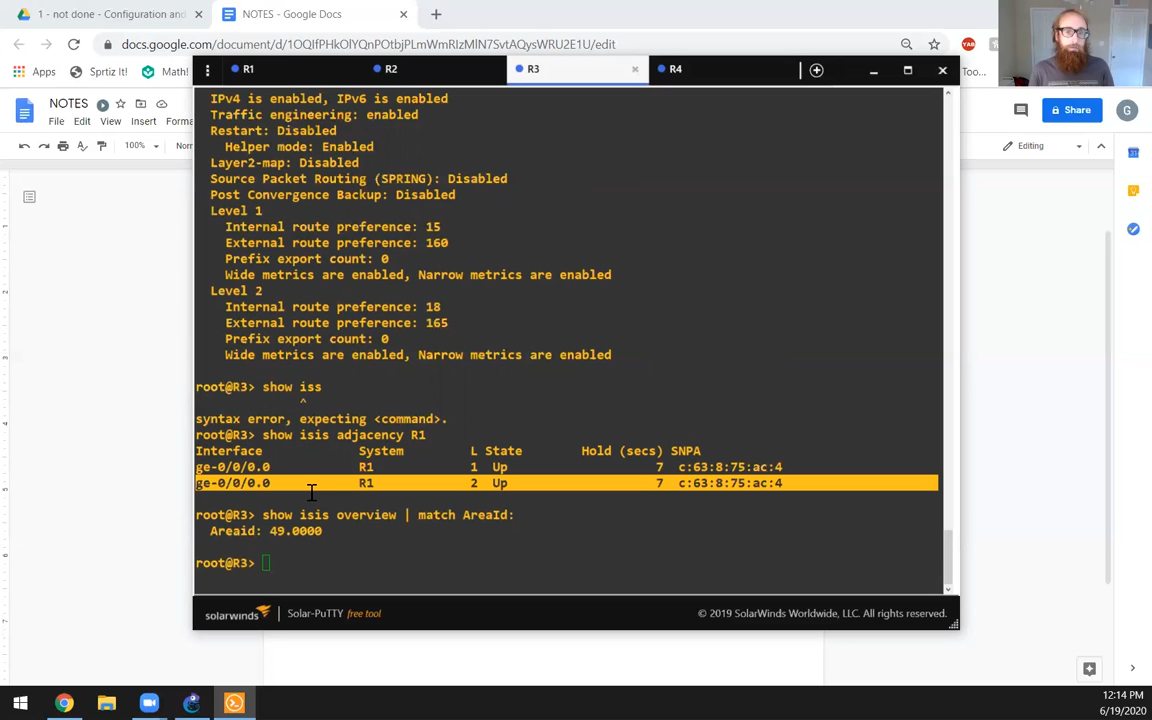 1 - not done - Configuration and
NOTES - Google Docs
docs.google.com/document/d/1OQIfPHkOlYQnPOtbjPLmWmRIzMlN7SvtAQysWRU2E1U/edit
YAB
Apps
Sprtiz It!
Math!
Too...
NOTES
File Edit View Insert Forma
Share
G
100%
Nor
Editing
R1
R2
R3
R4
IPv4 is enabled, IPv6 is enabled
Traffic engineering: enabled
Restart: Disabled
Helper mode: Enabled
Layer2-map: Disabled
Source Packet Routing (SPRING): Disabled
Post Convergence Backup: Disabled
Level 1
Internal route preference: 15
External route preference: 160
Prefix export count: 0
Wide metrics are enabled, Narrow metrics are enabled
Level 2
Internal route preference: 18
External route preference: 165
Prefix export count: 0
Wide metrics are enabled, Narrow metrics are enabled
root@R3> show iss
^
syntax error, expecting <command>.
root@R3> show isis adjacency R1
Interface System L State Hold (secs) SNPA
ge-0/0/0.0 R1 1 Up 7 c:63:8:75:ac:4
ge-0/0/0.0 R1 2 Up 7 c:63:8:75:ac:4
root@R3> show isis overview | match AreaId:
Areaid: 49.0000
root@R3>
solarwinds Solar-PuTTY free tool © 2019 SolarWinds Worldwide, LLC. All rights reserved.
12:14 PM
6/19/2020